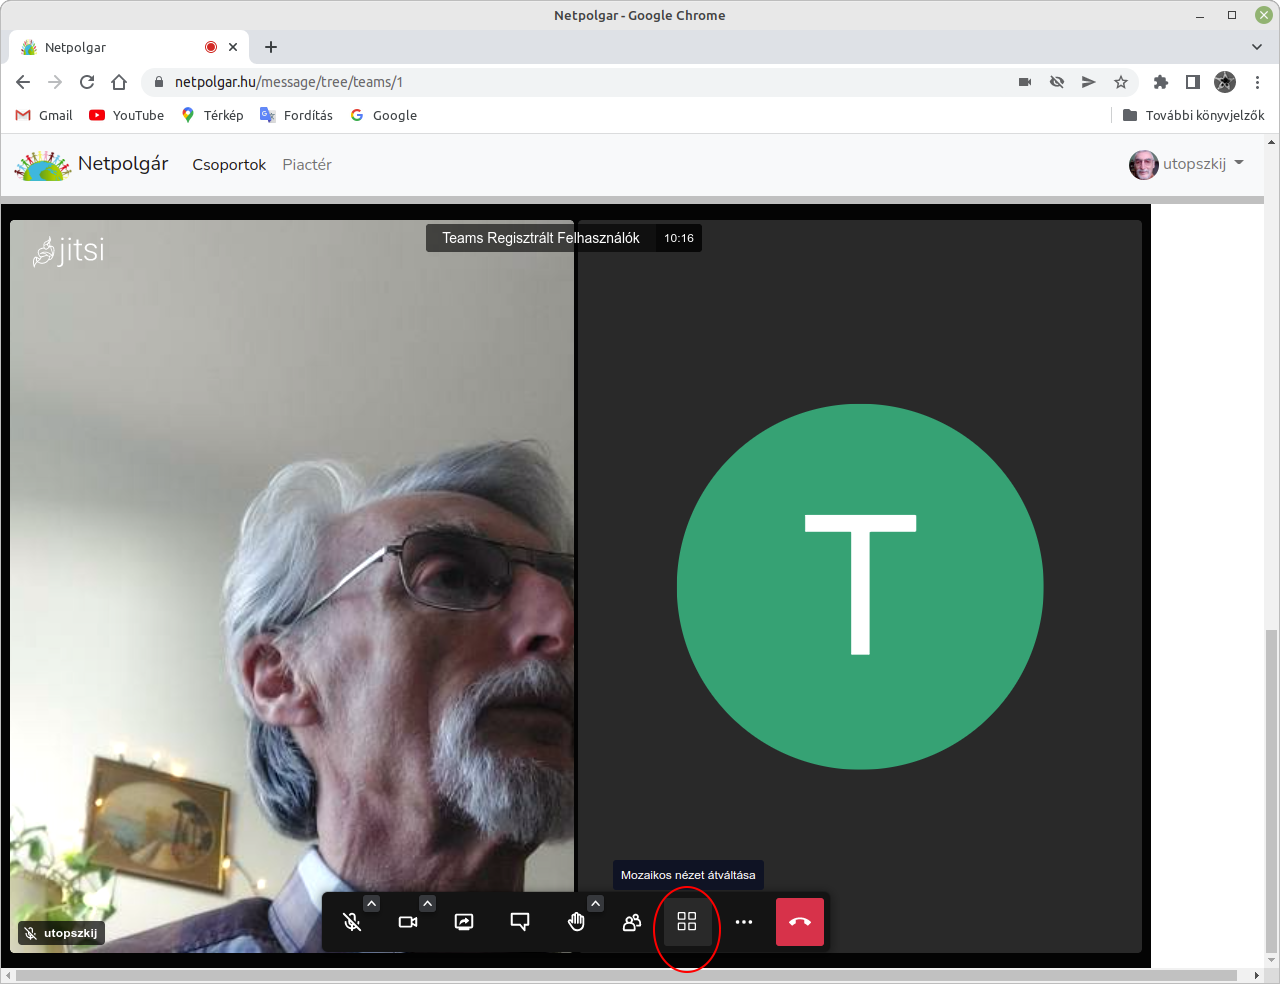 Netpolgar - Google Chrome
Netpolgar
netpolgar.hu/message/tree/teams/1
Gmail
YouTube
Térkép
Fordítás
Google
További könyvjelzők
Netpolgár
Csoportok
Piactér
utopszkij
jitsi
Teams Regisztrált Felhasználók
10:16
T
Mozaikos nézet átváltása
utopszkij